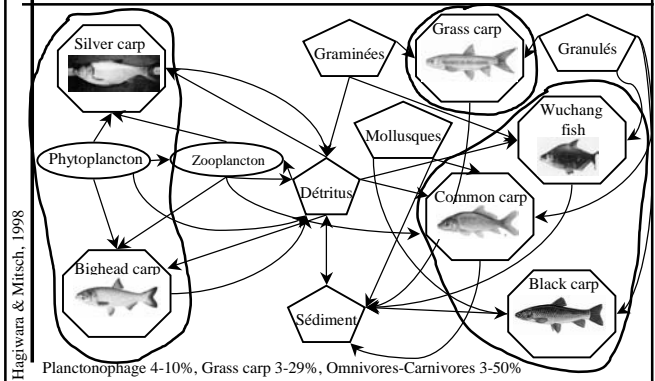 Silver carp
Graminées
Grass carp
Granulés
Mollusques
Wuchang
fish
Phytoplancton
Zooplancton
Détritus
Common carp
Bighead carp
Sédiment
Black carp
Hagiwara & Mitsch, 1998
Planctonophage 4-10%, Grass carp 3-29%, Omnivores-Carnivores 3-50%